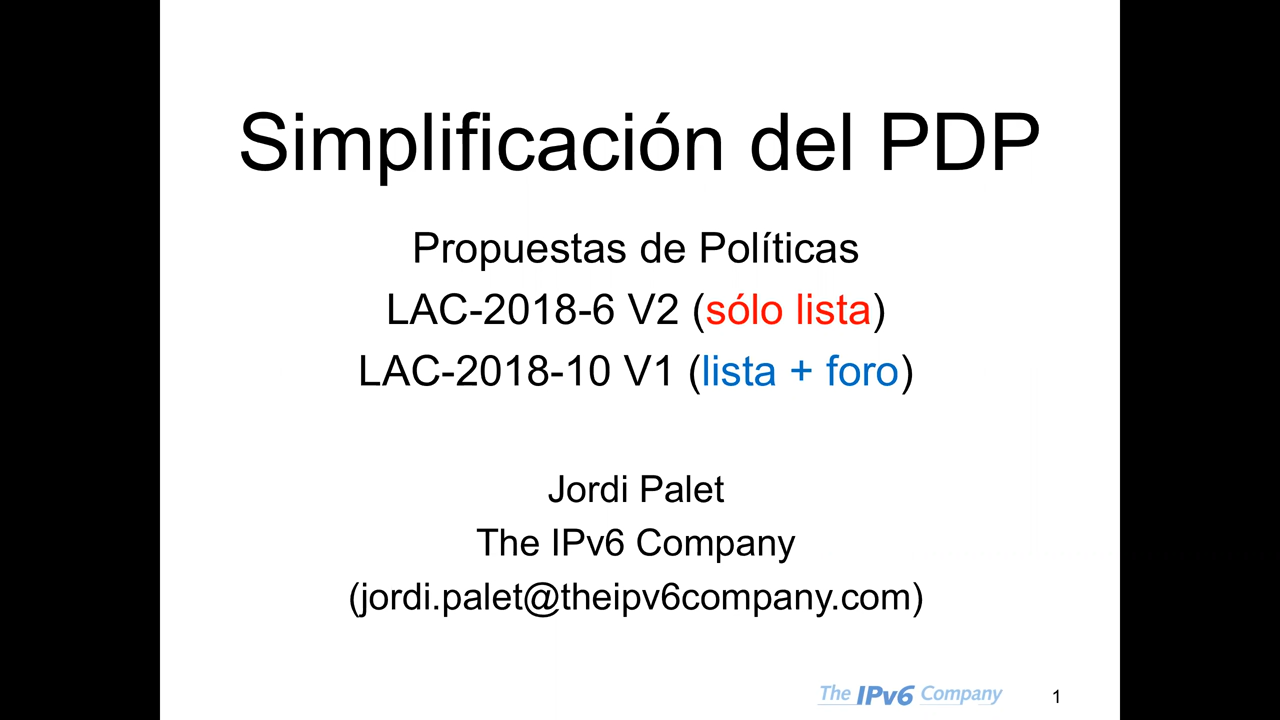 Simplificación del PDP
Propuestas de Políticas
LAC-2018-6 V2 (sólo lista)
LAC-2018-10 V1 (lista + foro)
Jordi Palet
The IPv6 Company
(jordi.palet@theipv6company.com)
The IPv6 Company
1